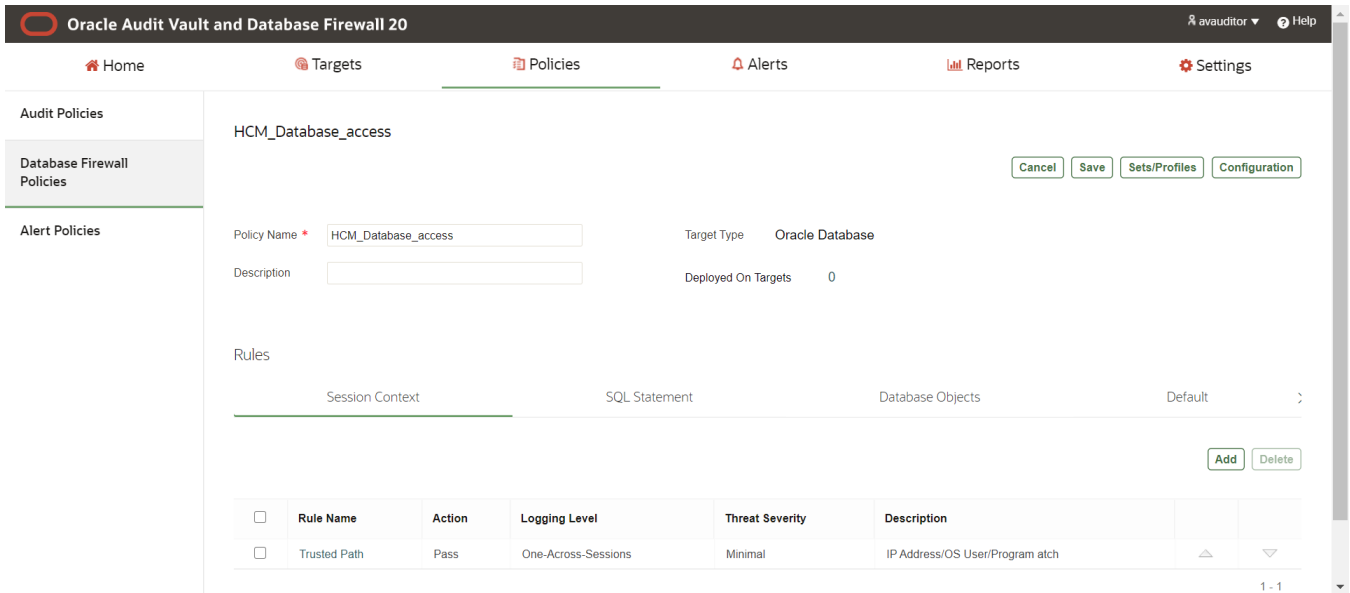 Oracle Audit Vault and Database Firewall 20
avauditor
Help
Home
Targets
Policies
Alerts
Reports
Settings
Audit Policies
Database Firewall
Policies
Alert Policies
HCM_Database_access
Cancel
Save
Sets/Profiles
Configuration
Policy Name *
HCM_Database_access
Target Type
Oracle Database
Description
Deployed On Targets
0
Rules
Session Context
SQL Statement
Database Objects
Default
Add
Delete
Rule Name
Action
Logging Level
Threat Severity
Description
Trusted Path
Pass
One-Across-Sessions
Minimal
IP Address/OS User/Program atch
1 - 1